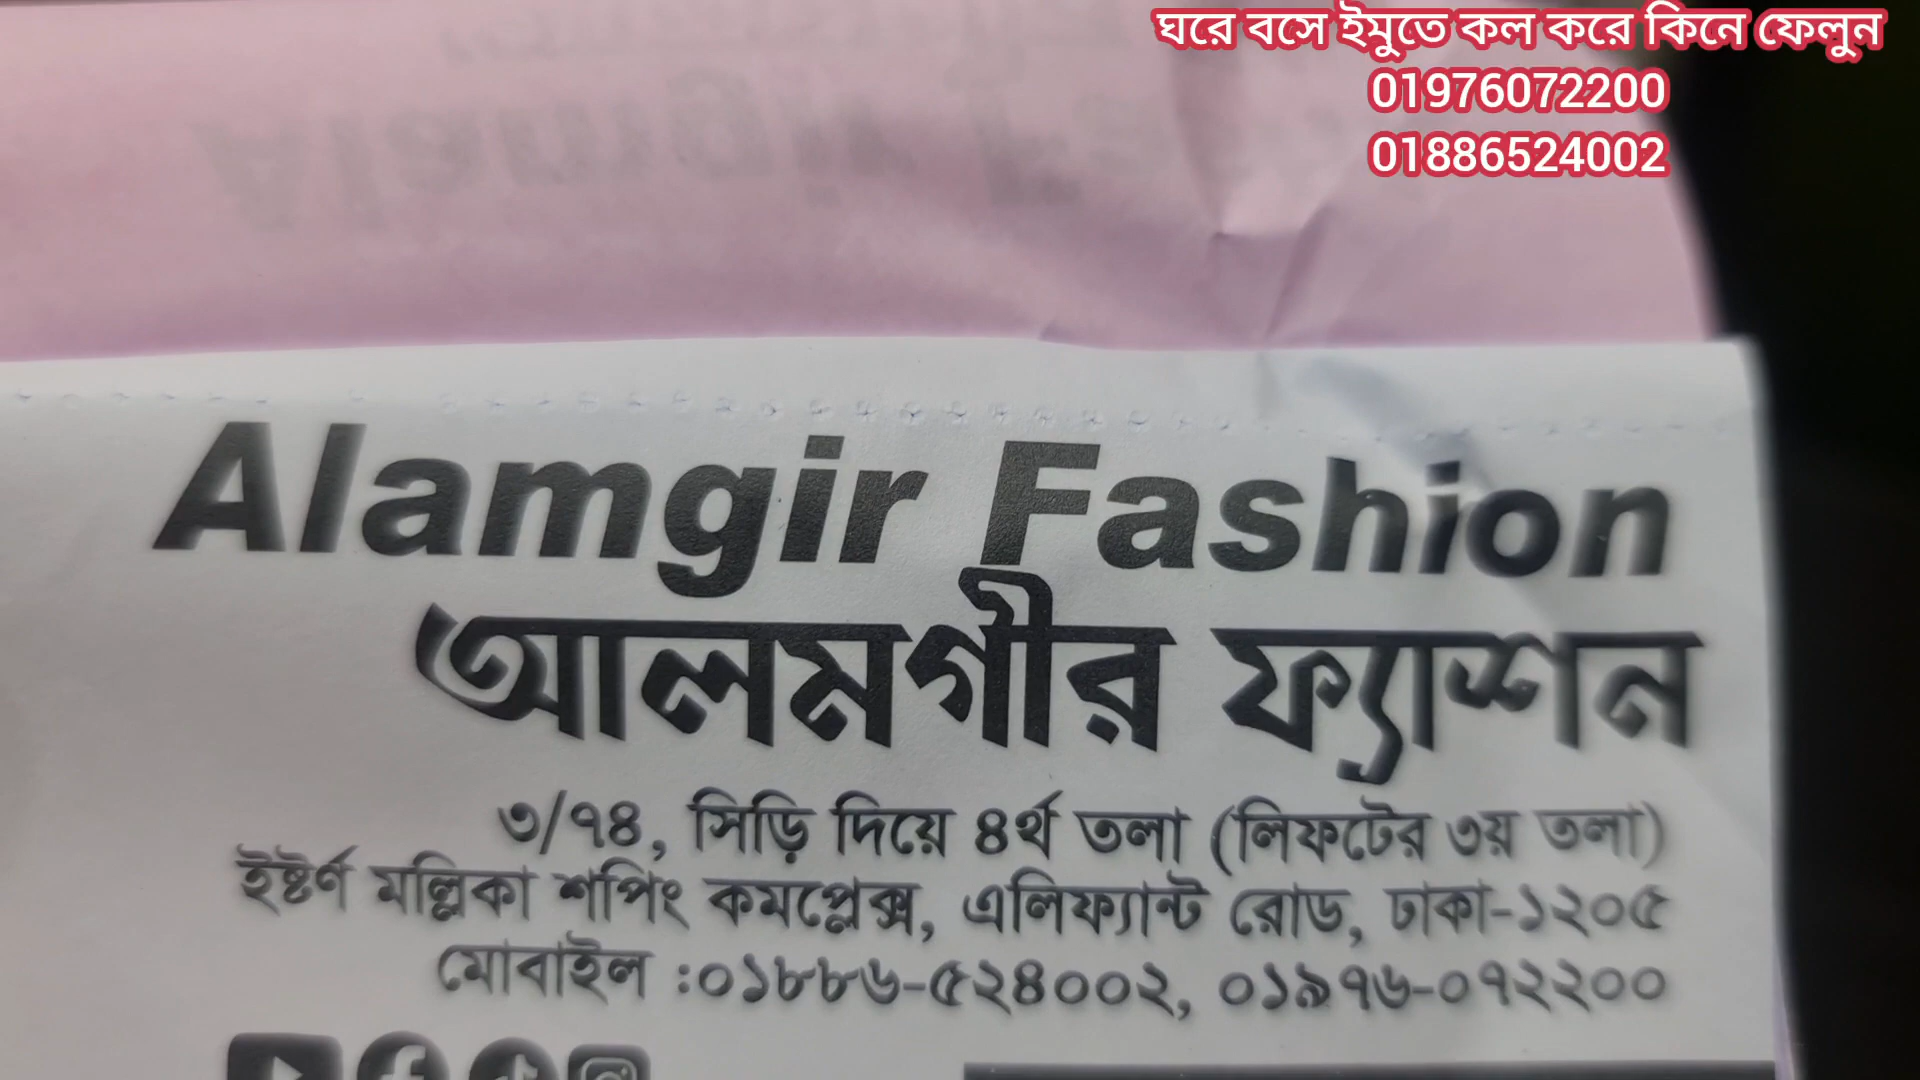 ঘরে বসে ইমুতে কল করে কিনে ফেলুন
01976072200
01886524002
Alamgir Fashion
আলমগীর ফ্যাশন
৩/৭৪, সিড়ি দিয়ে ৪র্থ তলা (লিফটের ৩য় তলা)
ইষ্টর্ণ মল্লিকা শপিং কমপ্লেক্স, এলিফ্যান্ট রোড, ঢাকা-১২০৫
মোবাইল :০১৮৮৬-৫২৪০০২, ০১৯৭৬-০৭২২০০